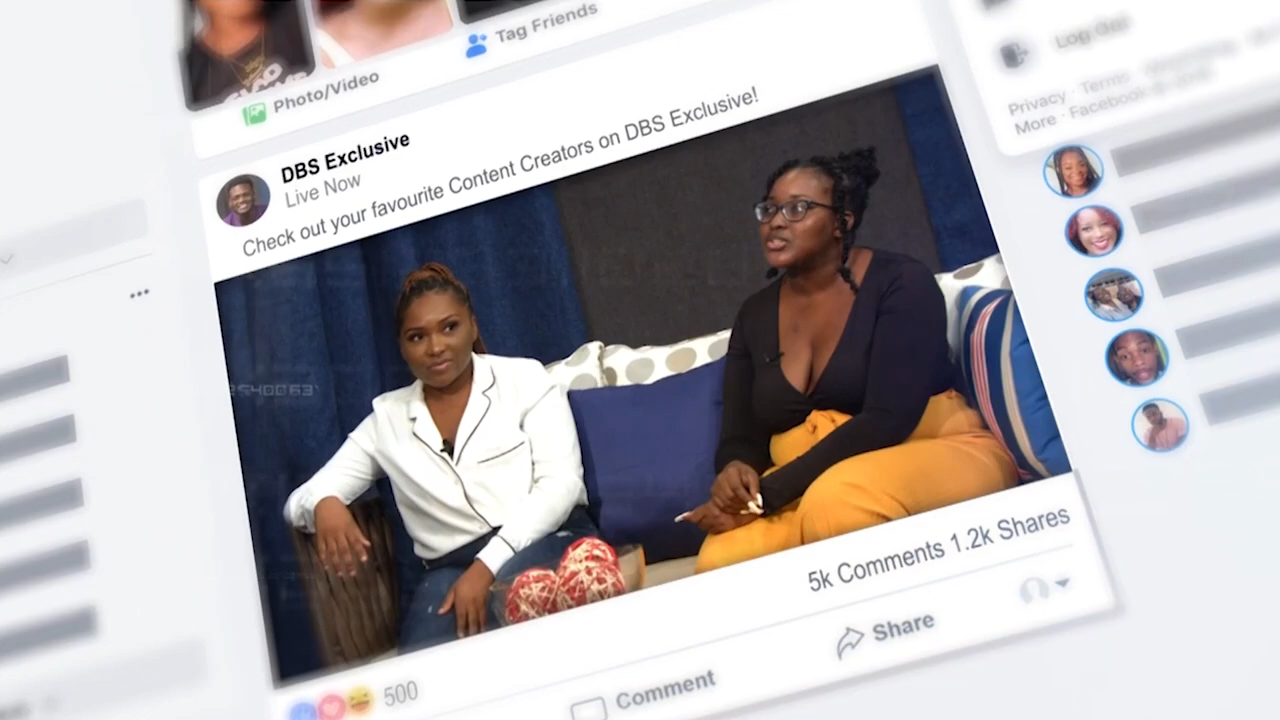 Tag Friends
Photo/Video
Log Out
Privacy · Terms ·
More · Facebook
DBS Exclusive
Live Now
Check out your favourite Content Creators on DBS Exclusive!
5k Comments 1.2k Shares
500
Comment
Share